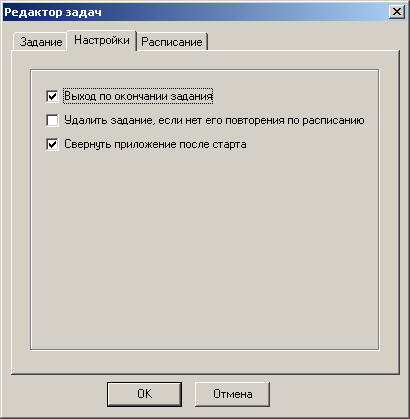 Редактор задач
Задание Настройки Расписание
Выход по окончании задания
Удалить задание, если нет его повторения по расписанию
Свернуть приложение после старта
OK Отмена